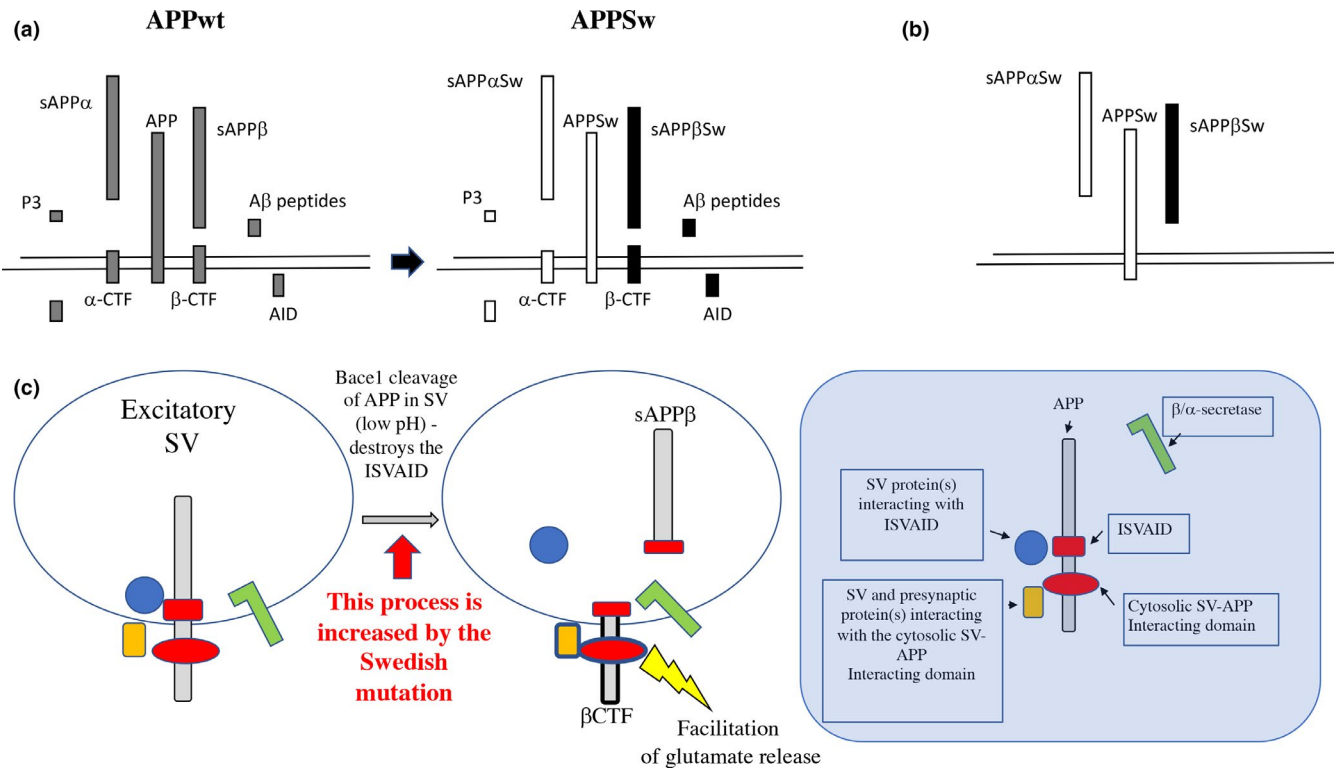 (a)
APPwt
sAPPα
APP
sAPPβ
P3
Aβ peptides
α-CTF
β-CTF
AID
APPSw
sAPPαSw
APPSw
sAPPβSw
P3
Aβ peptides
α-CTF
β-CTF
AID
(b)
sAPPαSw
APPSw
sAPPβSw
(c)
Excitatory
SV
Bace1 cleavage
of APP in SV
(low pH) -
destroys the
ISVAID
This process is
increased by the
Swedish
mutation
sAPPβ
βCTF
Facilitation
of glutamate release
APP
β/α-secretase
SV protein(s)
interacting with
ISVAID
ISVAID
SV and presynaptic
protein(s) interacting
with the cytosolic SV-
APP
Interacting domain
Cytosolic SV-APP
Interacting domain